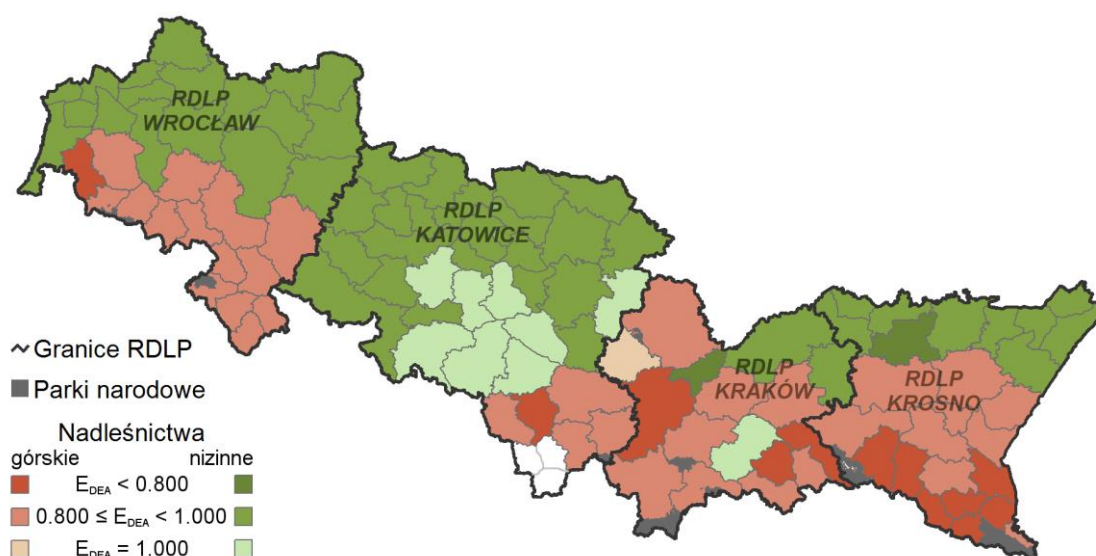 RDLP
WROCŁAW
RDLP
KATOWICE
RDLP
KRAKÓW
RDLP
KROSNO
Granice RDLP
Parki narodowe
Nadleśnictwa
górskie nizinne
E_DEA < 0.800
0.800 ≤ E_DEA < 1.000
E_DEA = 1.000